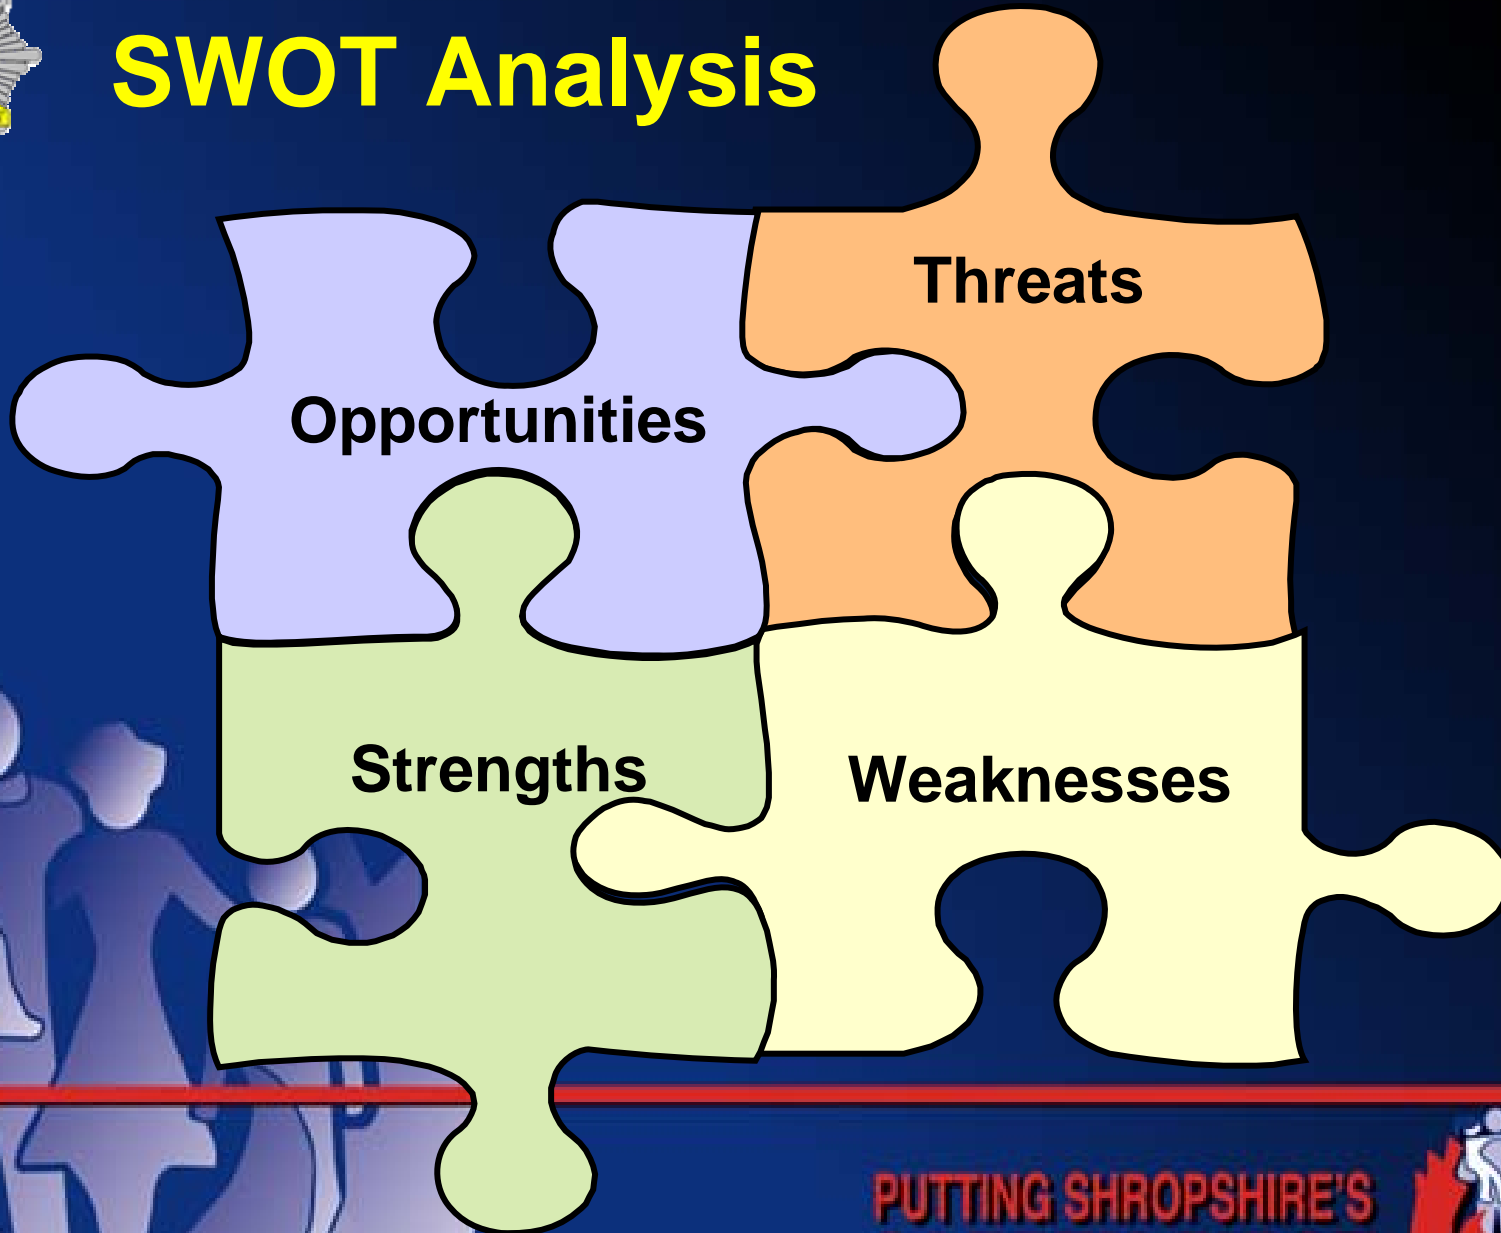 SWOT Analysis
Threats
Opportunities
Strengths
Weaknesses
PUTTING SHROPSHIRE'S